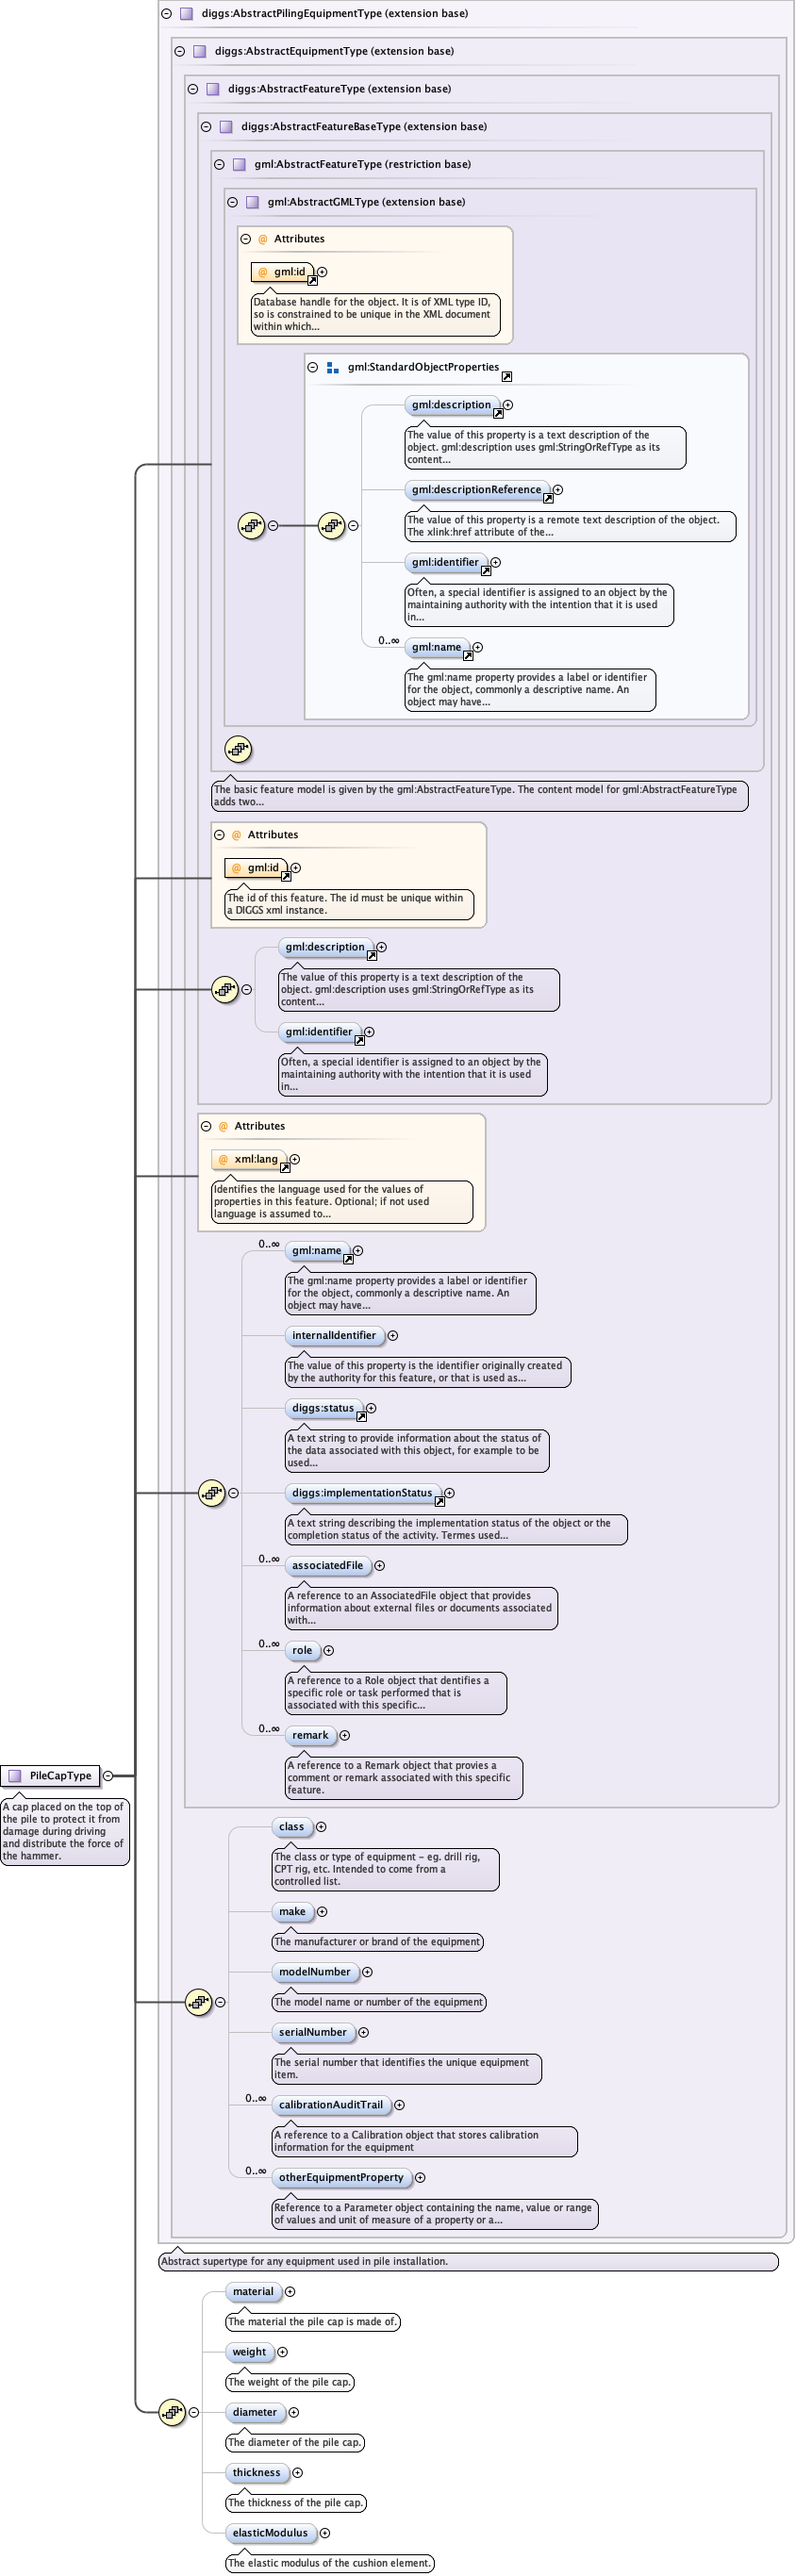 diggs:AbstractPilingEquipmentType (extension base)
diggs:AbstractEquipmentType (extension base)
diggs:AbstractFeatureType (extension base)
diggs:AbstractFeatureBaseType (extension base)
gml:AbstractFeatureType (restriction base)
gml:AbstractGMLType (extension base)
@ Attributes
@ gml:id
Database handle for the object. It is of XML type ID,
so is constrained to be unique in the XML document
within which...
gml:StandardObjectProperties
gml:description
The value of this property is a text description of the
object. gml:description uses gml:StringOrRefType as its
content...
gml:descriptionReference
The value of this property is a remote text description of the object.
The xlink:href attribute of the...
gml:identifier
Often, a special identifier is assigned to an object by the
maintaining authority with the intention that it is used
in...
0..∞
gml:name
The gml:name property provides a label or identifier
for the object, commonly a descriptive name. An
object may have...
The basic feature model is given by the gml:AbstractFeatureType. The content model for gml:AbstractFeatureType
adds two...
@ Attributes
@ gml:id
The id of this feature. The id must be unique within
a DIGGS xml instance.
gml:description
The value of this property is a text description of the
object. gml:description uses gml:StringOrRefType as its
content...
gml:identifier
Often, a special identifier is assigned to an object by the
maintaining authority with the intention that it is used
in...
@ Attributes
@ xml:lang
Identifies the language used for the values of
properties in this feature. Optional; if not used
language is assumed to...
0..∞
gml:name
The gml:name property provides a label or identifier
for the object, commonly a descriptive name. An
object may have...
internalIdentifier
The value of this property is the identifier originally created
by the authority for this feature, or that is used as...
diggs:status
A text string to provide information about the status of
the data associated with this object, for example to be
used...
diggs:implementationStatus
A text string describing the implementation status of the object or the
completion status of the activity. Termes used...
0..∞
associatedFile
A reference to an AssociatedFile object that provides
information about external files or documents associated
with...
0..∞
role
A reference to a Role object that dentifies a
specific role or task performed that is
associated with this specific...
0..∞
remark
A reference to a Remark object that provies a
comment or remark associated with this specific
feature.
PileCapType
A cap placed on the top of
the pile to protect it from
damage during driving
and distribute the force of
the hammer.
class
The class or type of equipment - eg. drill rig,
CPT rig, etc. Intended to come from a
controlled list.
make
The manufacturer or brand of the equipment
modelNumber
The model name or number of the equipment
serialNumber
The serial number that identifies the unique equipment
item.
0..∞
calibrationAuditTrail
A reference to a Calibration object that stores calibration
information for the equipment
0..∞
otherEquipmentProperty
Reference to a Parameter object containing the name, value or range
of values and unit of measure of a property or a...
Abstract supertype for any equipment used in pile installation.
material
The material the pile cap is made of.
weight
The weight of the pile cap.
diameter
The diameter of the pile cap.
thickness
The thickness of the pile cap.
elasticModulus
The elastic modulus of the cushion element.